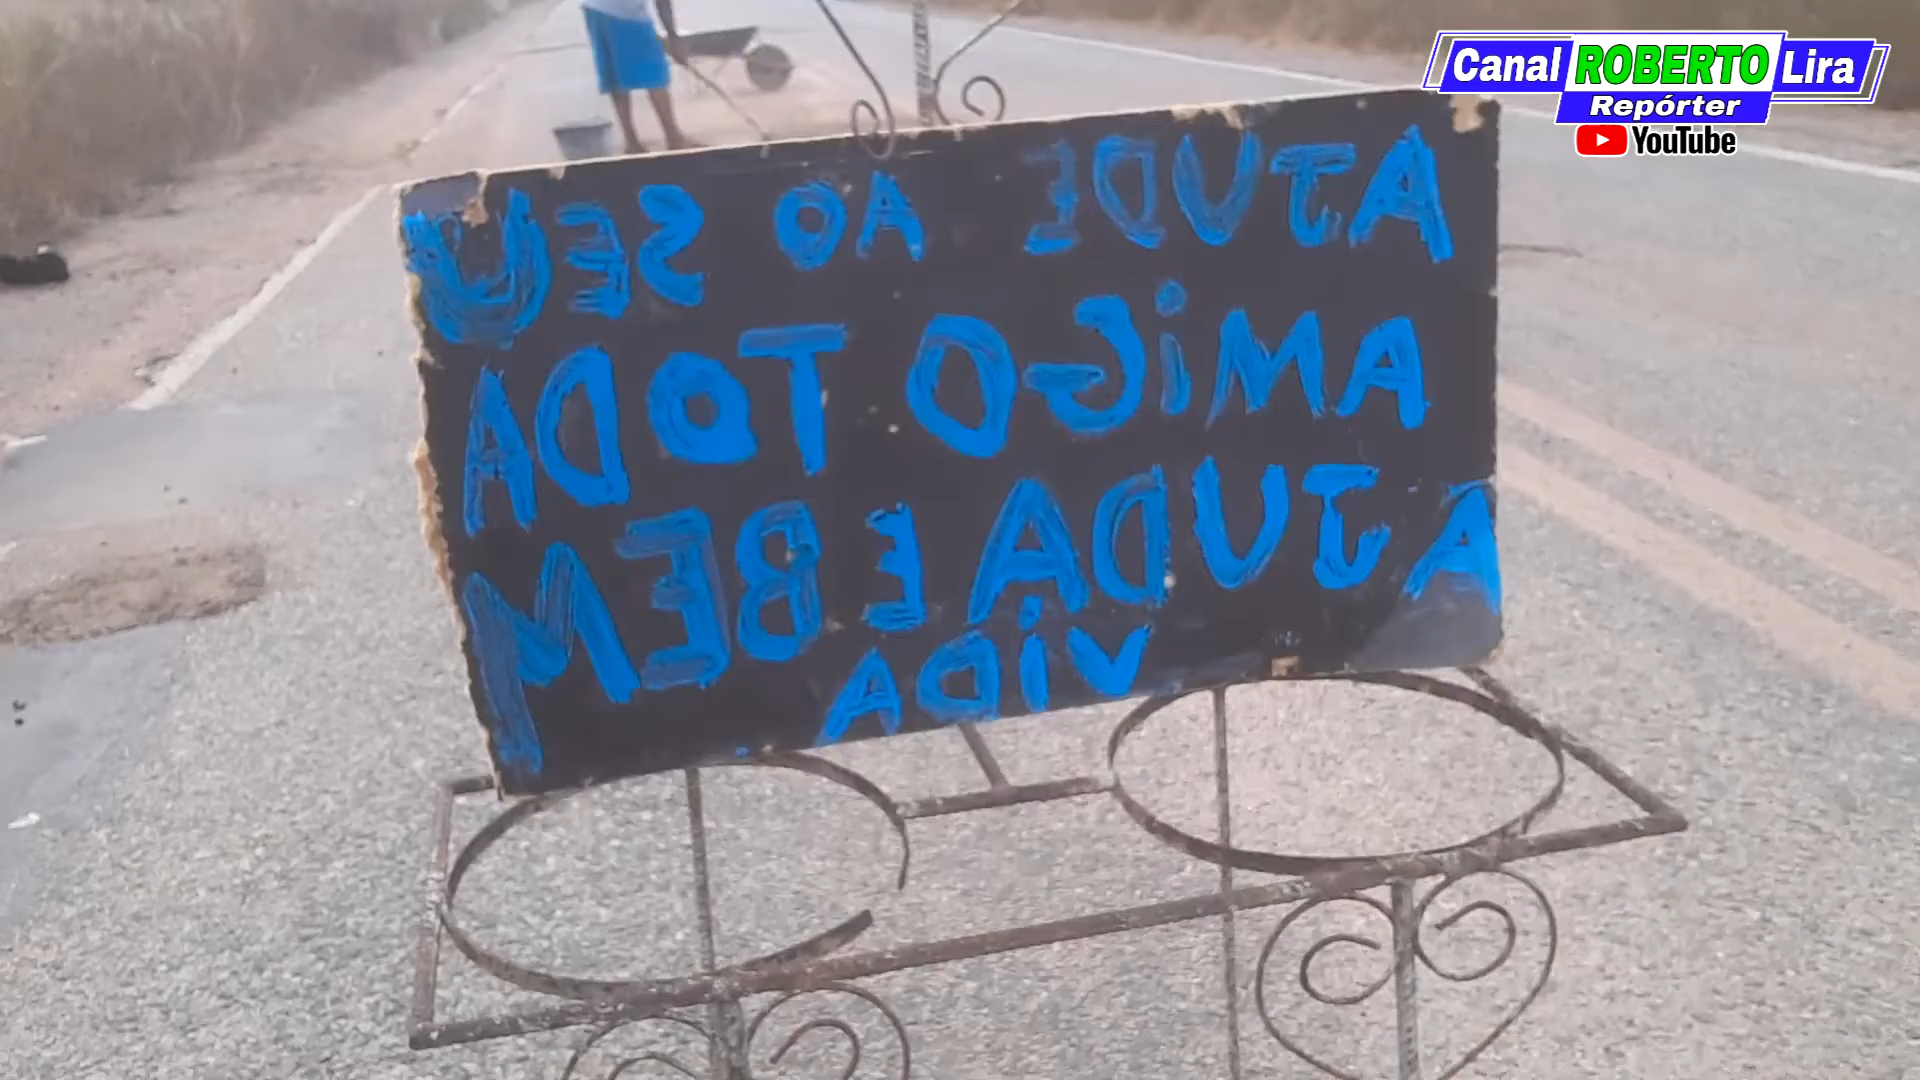 Canal ROBERTO Lira
Repórter
YouTube
AJUDE AO SEU
AMiGO TODA
AJUDA E BEM
ViDA